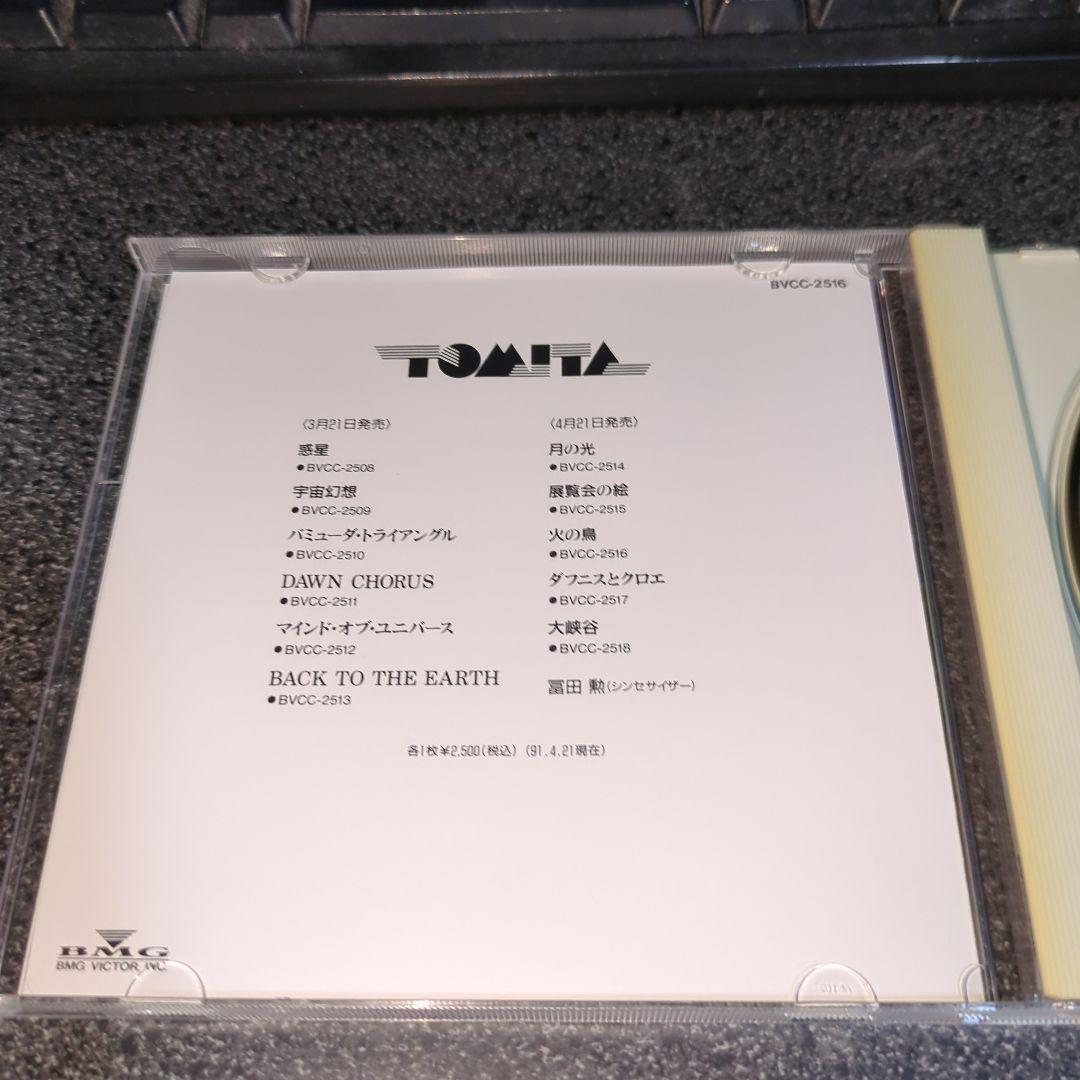 BVCC-2516
TOMITA
〈3月21日発売〉
惑星
●BVCC-2508
宇宙幻想
●BVCC-2509
バミューダ・トライアングル
●BVCC-2510
DAWN CHORUS
●BVCC-2511
マインド・オブ・ユニバース
●BVCC-2512
BACK TO THE EARTH
●BVCC-2513
〈4月21日発売〉
月の光
●BVCC-2514
展覧会の絵
●BVCC-2515
火の鳥
●BVCC-2516
ダフニスとクロエ
●BVCC-2517
大峡谷
●BVCC-2518
冨田 勲(シンセサイザー)
各1枚¥2,500(税込) (91.4.21現在)
BMG
BMG VICTOR, INC.